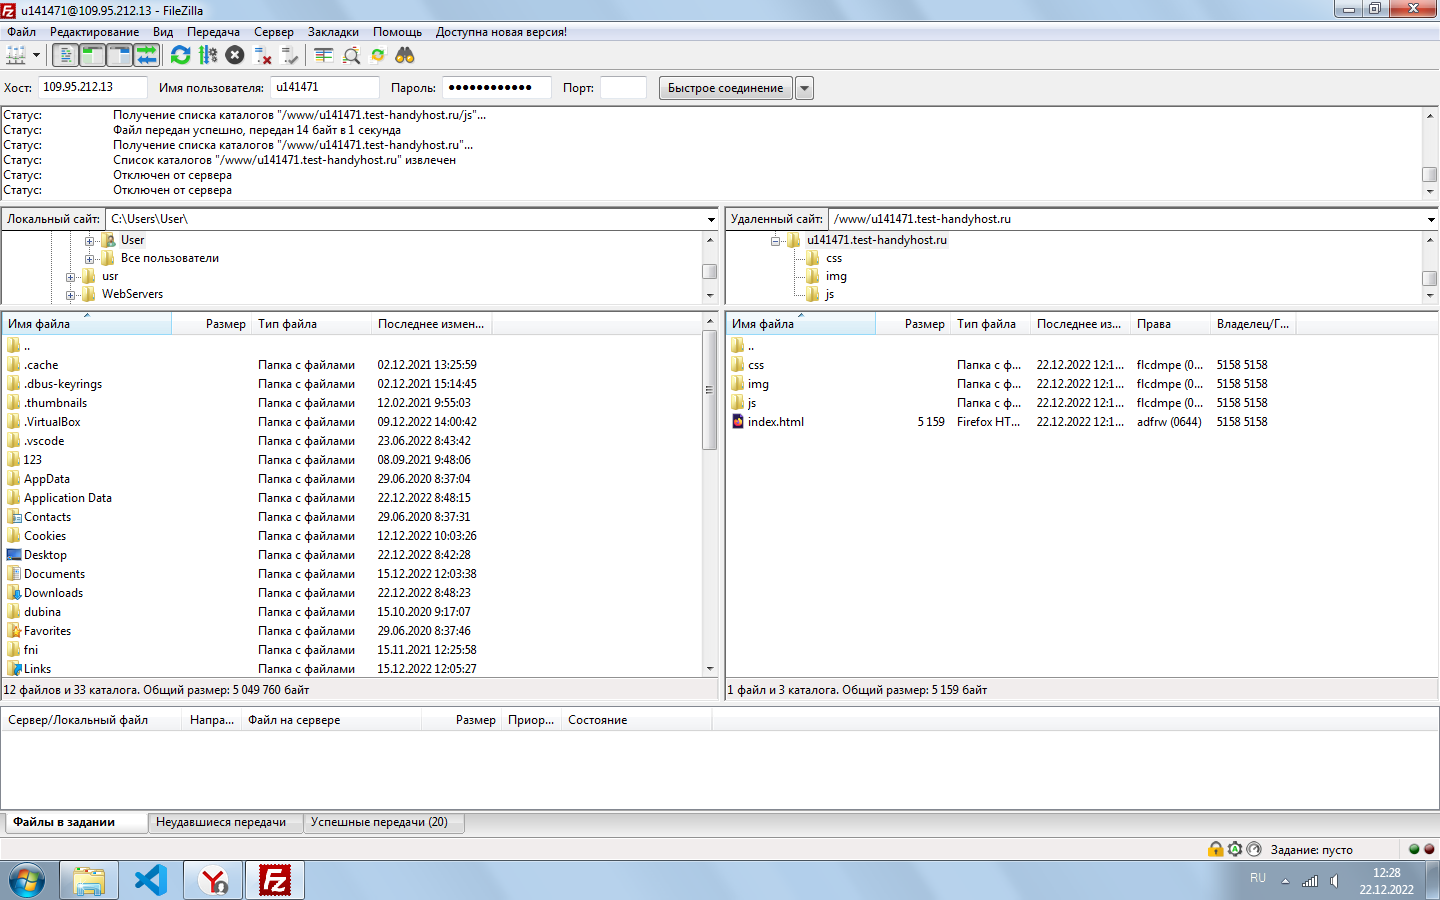 u141471@109.95.212.13 - FileZilla
Файл Редактирование Вид Передача Сервер Закладки Помощь Доступна новая версия!
Хост: 109.95.212.13 Имя пользователя: u141471 Пароль: ●●●●●●●●●●●● Порт: Быстрое соединение
Статус: Получение списка каталогов "/www/u141471.test-handyhost.ru/js"...
Статус: Файл передан успешно, передан 14 байт в 1 секунда
Статус: Получение списка каталогов "/www/u141471.test-handyhost.ru"...
Статус: Список каталогов "/www/u141471.test-handyhost.ru" извлечен
Статус: Отключен от сервера
Статус: Отключен от сервера
Локальный сайт: C:\Users\User\
User
Все пользователи
usr
WebServers
Имя файла Размер Тип файла Последнее измен...
..
.cache Папка с файлами 02.12.2021 13:25:59
.dbus-keyrings Папка с файлами 02.12.2021 15:14:45
.thumbnails Папка с файлами 12.02.2021 9:55:03
.VirtualBox Папка с файлами 09.12.2022 14:00:42
.vscode Папка с файлами 23.06.2022 8:43:42
123 Папка с файлами 08.09.2021 9:48:06
AppData Папка с файлами 29.06.2020 8:37:04
Application Data Папка с файлами 22.12.2022 8:48:15
Contacts Папка с файлами 29.06.2020 8:37:31
Cookies Папка с файлами 12.12.2022 10:03:26
Desktop Папка с файлами 22.12.2022 8:42:28
Documents Папка с файлами 15.12.2022 12:03:38
Downloads Папка с файлами 22.12.2022 8:48:23
dubina Папка с файлами 15.10.2020 9:17:07
Favorites Папка с файлами 29.06.2020 8:37:46
fni Папка с файлами 15.11.2021 12:25:58
Links Папка с файлами 15.12.2022 12:05:27
12 файлов и 33 каталога. Общий размер: 5 049 760 байт
Удаленный сайт: /www/u141471.test-handyhost.ru
u141471.test-handyhost.ru
css
img
js
Имя файла Размер Тип файла Последнее из... Права Владелец/Г...
..
css Папка с ф... 22.12.2022 12:1... flcdmpe (0... 5158 5158
img Папка с ф... 22.12.2022 12:1... flcdmpe (0... 5158 5158
js Папка с ф... 22.12.2022 12:1... flcdmpe (0... 5158 5158
index.html 5 159 Firefox HT... 22.12.2022 12:1... adfrw (0644) 5158 5158
1 файл и 3 каталога. Общий размер: 5 159 байт
Сервер/Локальный файл Напра... Файл на сервере Размер Приор... Состояние
Файлы в задании Неудавшиеся передачи Успешные передачи (20)
Задание: пусто
RU 12:28
22.12.2022